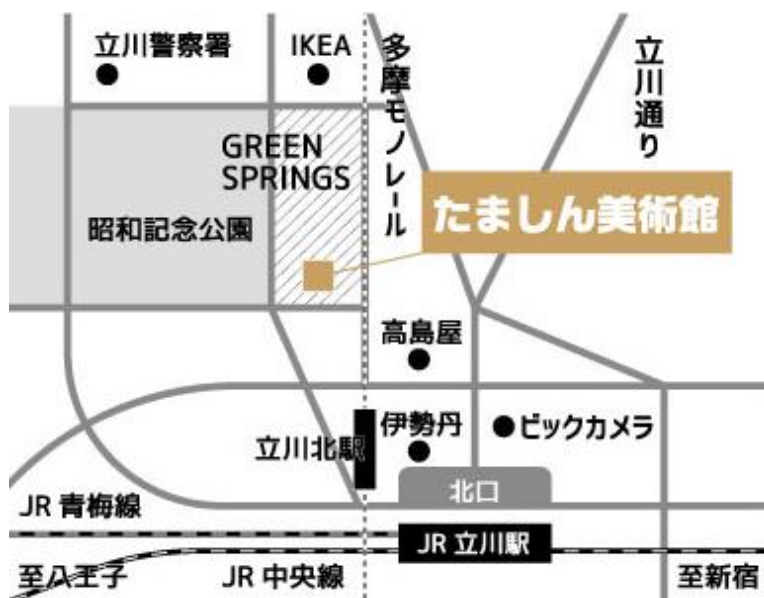 立川警察署
IKEA
多摩モノレール
立川通り
GREEN
SPRINGS
たましん美術館
昭和記念公園
高島屋
立川北駅
伊勢丹
ビックカメラ
北口
JR 青梅線
JR 立川駅
至八王子
JR 中央線
至新宿